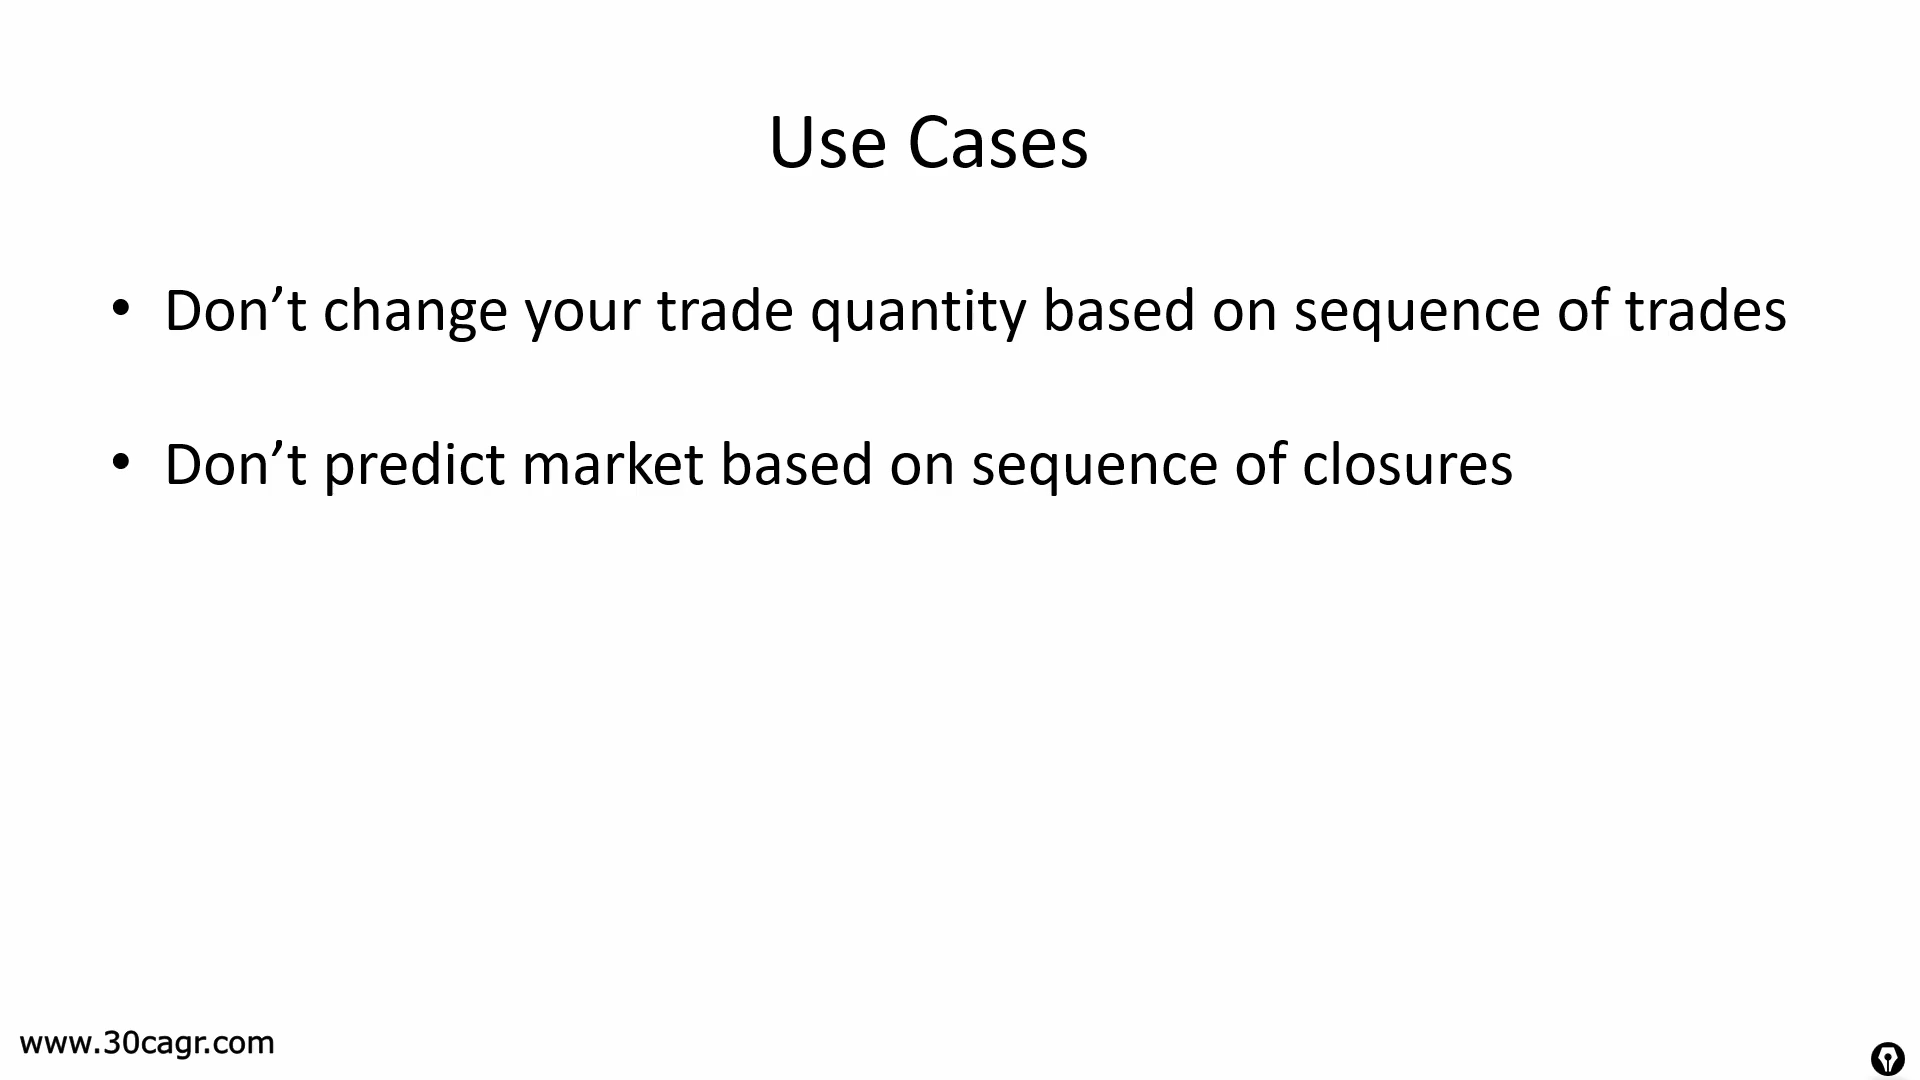 Use Cases
• Don’t change your trade quantity based on sequence of trades
• Don’t predict market based on sequence of closures
www.30cagr.com